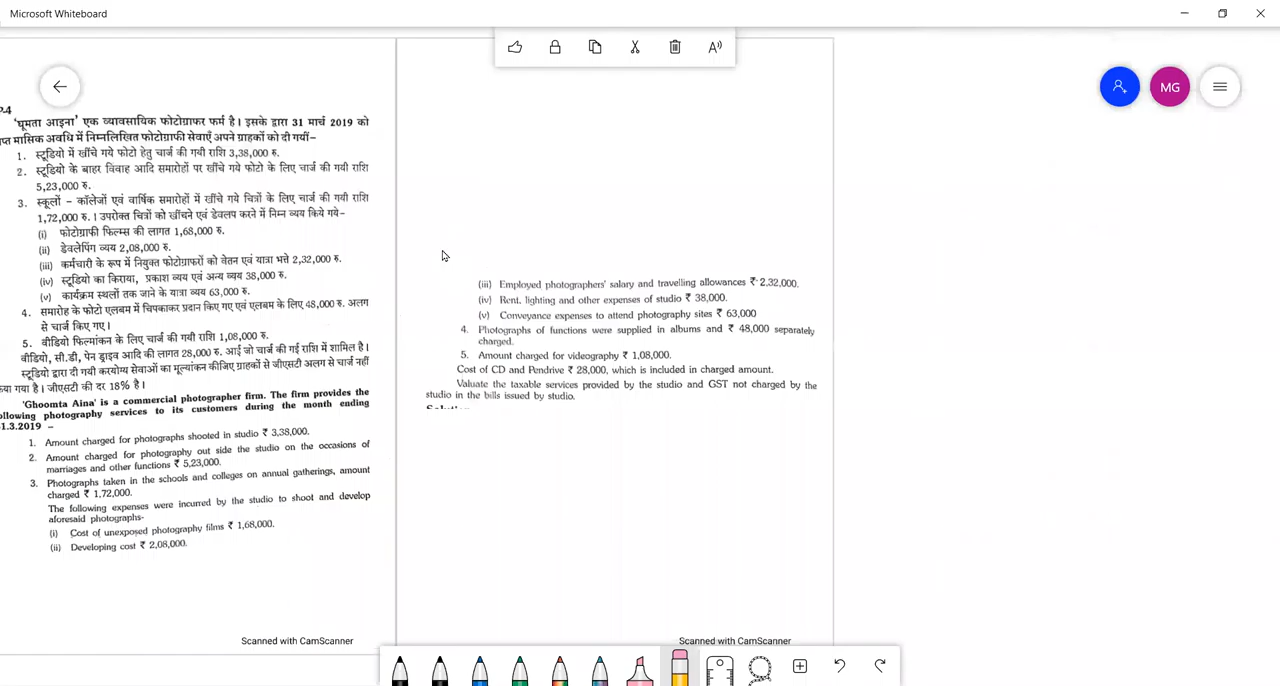 Microsoft Whiteboard
MG
'घूमता आइना' एक व्यावसायिक फोटोग्राफर फर्म है। इसके द्वारा 31 मार्च 2019 को
मासिक अवधि में निम्नलिखित फोटोग्राफी सेवाएँ अपने ग्राहकों को दी गयीं–
1. स्टूडियो में खींचे गये फोटो हेतु चार्ज की गयी राशि 3,38,000 रु.
2. स्टूडियो के बाहर विवाह आदि समारोहों पर खींचे गये फोटो के लिए चार्ज की गयी राशि
5,23,000 रु.
3. स्कूलों - कॉलेजों एवं वार्षिक समारोहों में खींचे गये चित्रों के लिए चार्ज की गयी राशि
1,72,000 रु.। उपरोक्त चित्रों को खींचने एवं डेवलप करने में निम्न व्यय किये गये–
(i) फोटोग्राफी फिल्म्स की लागत 1,68,000 रु.
(ii) डेवलेपिंग व्यय 2,08,000 रु.
(iii) कर्मचारी के रूप में नियुक्त फोटोग्राफरों को वेतन एवं यात्रा भत्ते 2,32,000 रु.
(iv) स्टूडियो का किराया, प्रकाश व्यय एवं अन्य व्यय 38,000 रु.
(v) कार्यक्रम स्थलों तक जाने के यात्रा व्यय 63,000 रु.
4. समारोह के फोटो एलबम में चिपकाकर प्रदान किए गए एवं एलबम के लिए 48,000 रु. अलग
से चार्ज किए गए।
5. वीडियो फिल्मांकन के लिए चार्ज की गयी राशि 1,08,000 रु.
वीडियो, सी.डी, पेन ड्राइव आदि की लागत 28,000 रु. आई जो चार्ज की गई राशि में शामिल है।
स्टूडियो द्वारा दी गयी करयोग्य सेवाओं का मूल्यांकन कीजिए ग्राहकों से जीएसटी अलग से चार्ज नहीं
गया है। जीएसटी की दर 18% है।
'Ghoomta Aina' is a commercial photographer firm. The firm provides the
following photography services to its customers during the month ending
31.3.2019 –
1. Amount charged for photographs shooted in studio ₹ 3,38,000.
2. Amount charged for photography out side the studio on the occasions of
marriages and other functions ₹ 5,23,000.
3. Photographs taken in the schools and colleges on annual gatherings, amount
charged ₹ 1,72,000.
The following expenses were incurred by the studio to shoot and develop
aforesaid photographs-
(i) Cost of unexposed photography films ₹ 1,68,000.
(ii) Developing cost ₹ 2,08,000.
Scanned with CamScanner
(iii) Employed photographers' salary and travelling allowances ₹ 2,32,000.
(iv) Rent, lighting and other expenses of studio ₹ 38,000.
(v) Conveyance expenses to attend photography sites ₹ 63,000
4. Photographs of functions were supplied in albums and ₹ 48,000 separately
charged.
5. Amount charged for videography ₹ 1,08,000.
Cost of CD and Pendrive ₹ 28,000, which is included in charged amount.
Valuate the taxable services provided by the studio and GST not charged by the
studio in the bills issued by studio.
Scanned with CamScanner